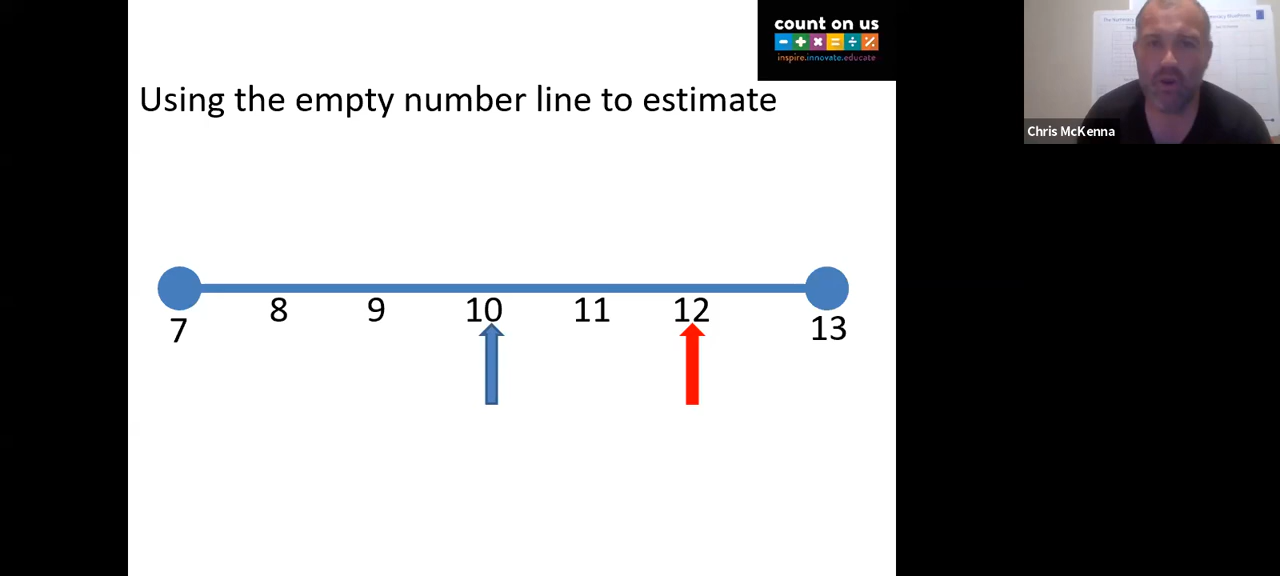 count on us
− + × = ÷ %
inspire.innovate.educate
Using the empty number line to estimate
Chris McKenna
8 9 10 11 12
7 13